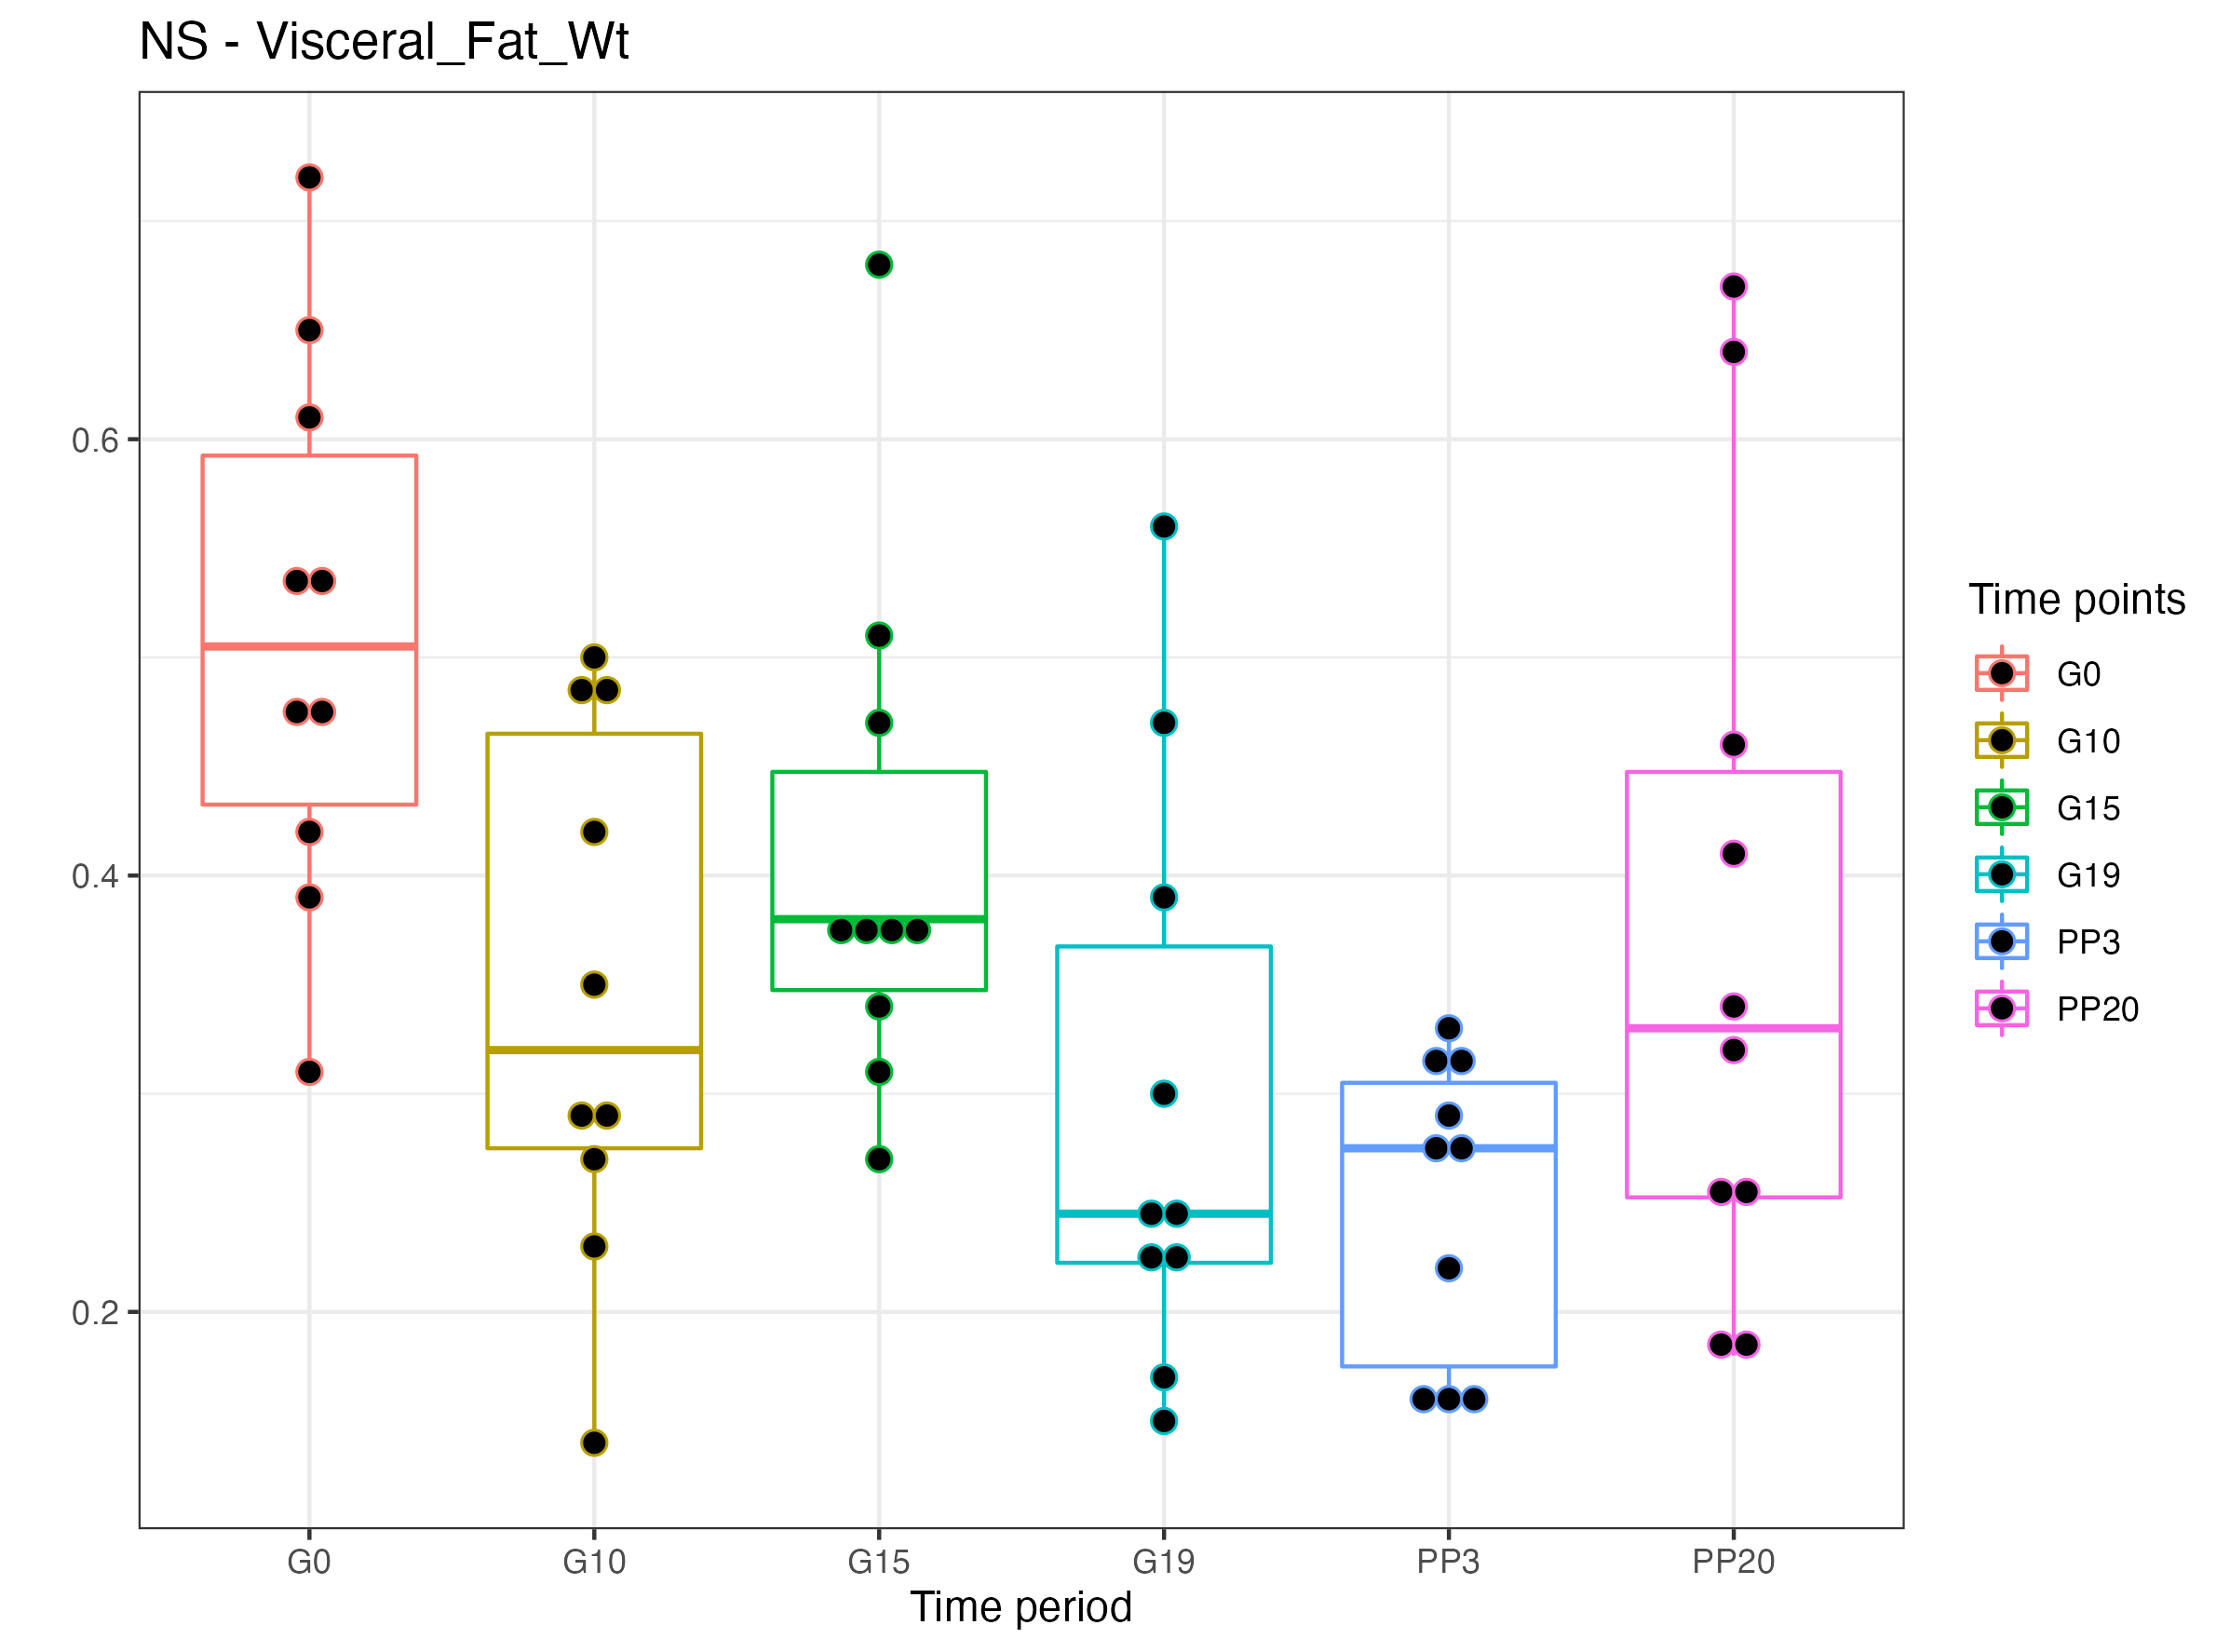 NS - Visceral_Fat_Wt
0.6
0.4
0.2
G0 G10 G15 G19 PP3 PP20
Time period
Time points
G0
G10
G15
G19
PP3
PP20